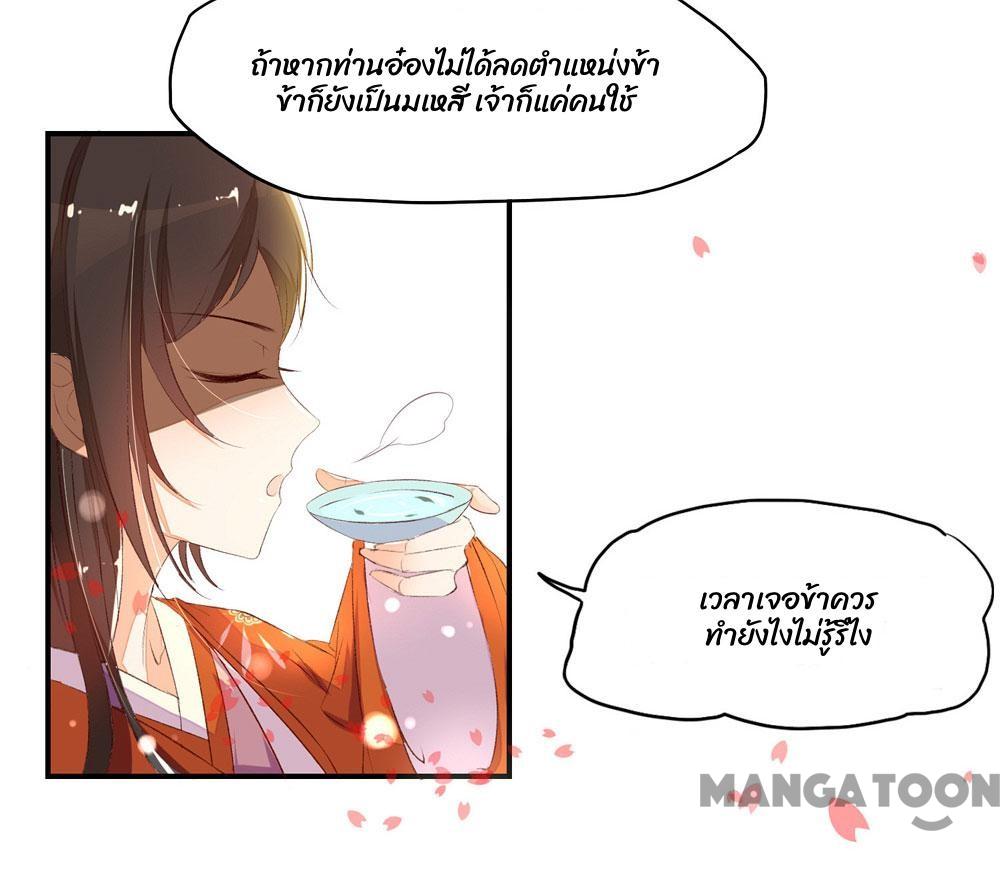 ถ้าหากท่านอ๋องไม่ได้ลดตำแหน่งข้า
ข้าก็ยังเป็นมเหสี เจ้าก็แค่คนใช้
เวลาเจอข้าควร
ทำยังไงไม่รู้รึไง
MANGATOON